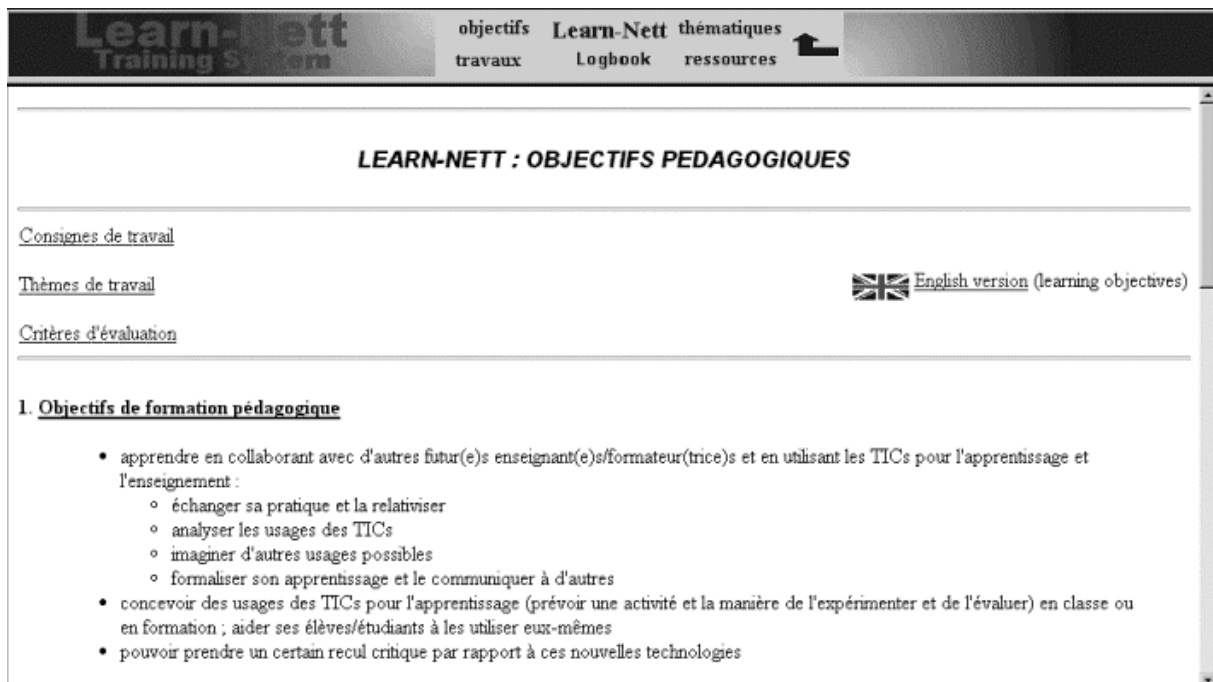 Learn-Nett
Training System
objectifs Learn-Nett thématiques
travaux Logbook ressources
LEARN-NETT : OBJECTIFS PEDAGOGIQUES
Consignes de travail
Thèmes de travail
English version (learning objectives)
Critères d'évaluation
1. Objectifs de formation pédagogique
• apprendre en collaborant avec d'autres futur(e)s enseignant(e)s/formateur(trice)s et en utilisant les TICs pour l'apprentissage et
l'enseignement :
◦ échanger sa pratique et la relativiser
◦ analyser les usages des TICs
◦ imaginer d'autres usages possibles
◦ formaliser son apprentissage et le communiquer à d'autres
• concevoir des usages des TICs pour l'apprentissage (prévoir une activité et la manière de l'expérimenter et de l'évaluer) en classe ou
en formation ; aider ses élèves/étudiants à les utiliser eux-mêmes
• pouvoir prendre un certain recul critique par rapport à ces nouvelles technologies